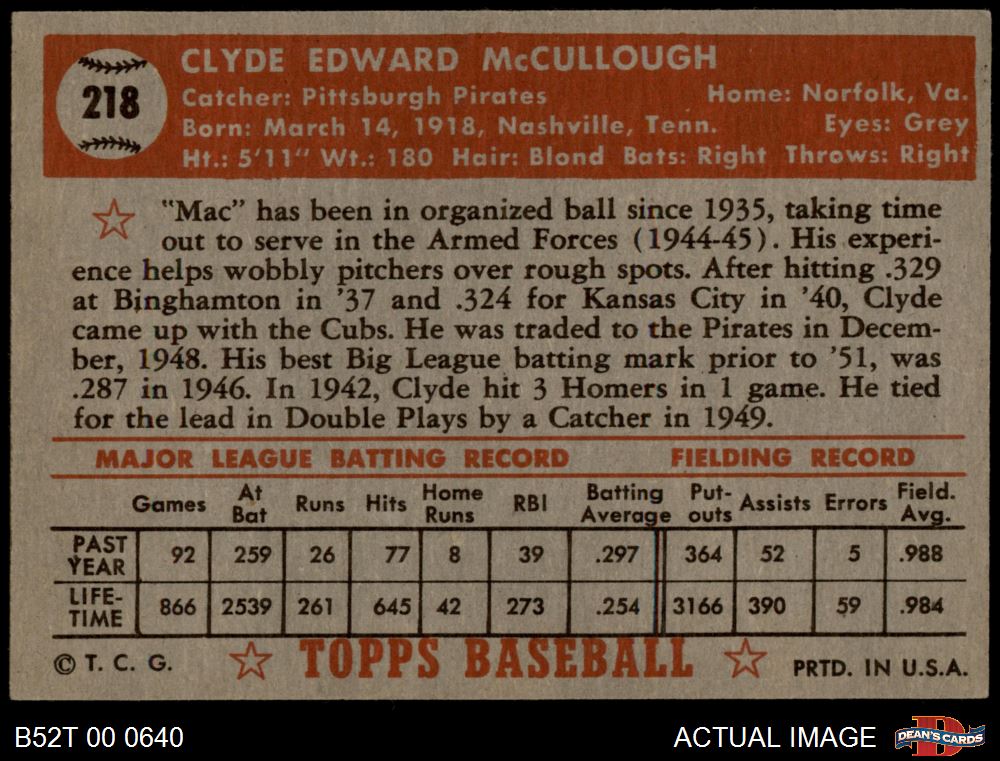 218
CLYDE EDWARD McCULLOUGH
Catcher: Pittsburgh Pirates Home: Norfolk, Va.
Born: March 14, 1918, Nashville, Tenn. Eyes: Grey
Ht.: 5'11" Wt.: 180 Hair: Blond Bats: Right Throws: Right
"Mac" has been in organized ball since 1935, taking time
out to serve in the Armed Forces (1944-45). His experi-
ence helps wobbly pitchers over rough spots. After hitting .329
at Binghamton in '37 and .324 for Kansas City in '40, Clyde
came up with the Cubs. He was traded to the Pirates in Decem-
ber, 1948. His best Big League batting mark prior to '51, was
.287 in 1946. In 1942, Clyde hit 3 Homers in 1 game. He tied
for the lead in Double Plays by a Catcher in 1949.
MAJOR LEAGUE BATTING RECORD FIELDING RECORD
Games At Bat Runs Hits Home Runs RBI Batting Average Put-outs Assists Errors Field. Avg.
PAST YEAR 92 259 26 77 8 39 .297 364 52 5 .988
LIFE-TIME 866 2539 261 645 42 273 .254 3166 390 59 .984
© T. C. G. TOPPS BASEBALL PRTD. IN U.S.A.
B52T 00 0640 ACTUAL IMAGE D DEAN'S CARDS